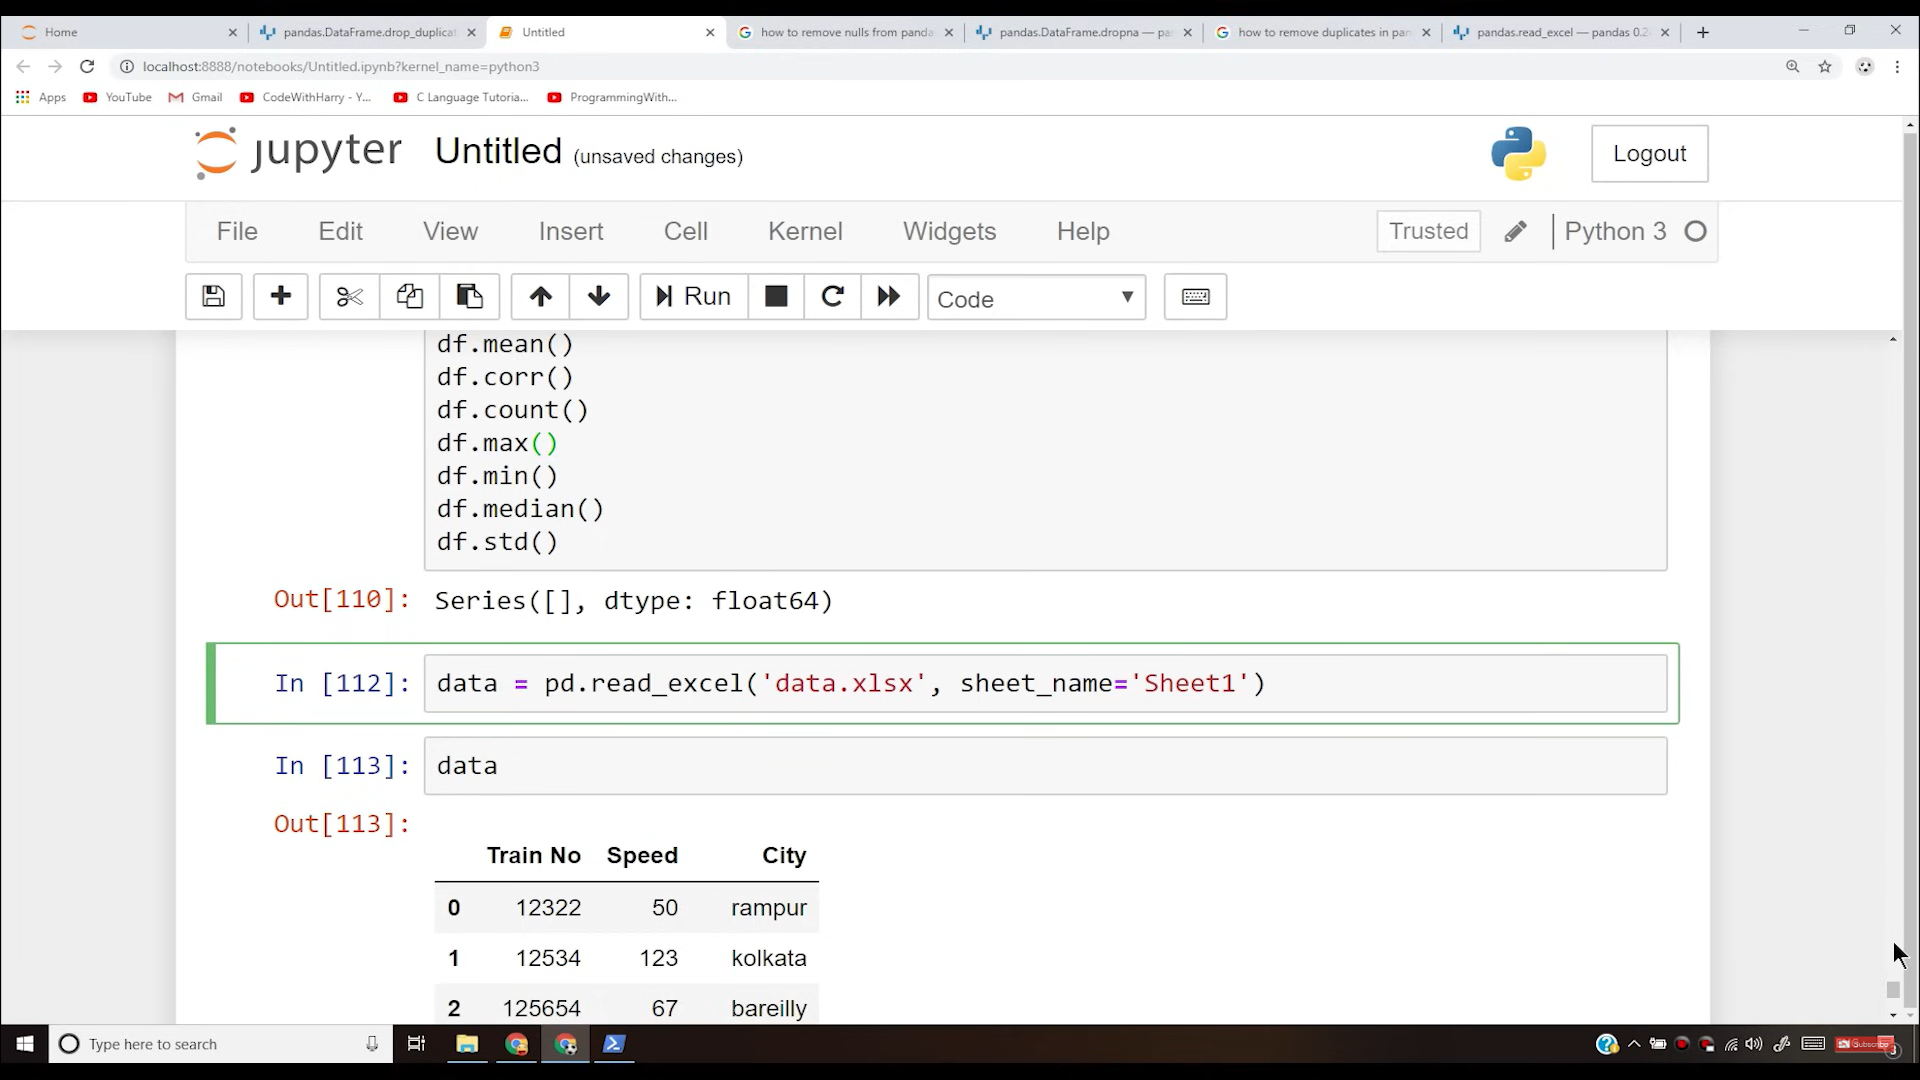 Home
pandas.DataFrame.drop_duplicat
Untitled
how to remove nulls from panda
pandas.DataFrame.dropna — pa
how to remove duplicates in pan
pandas.read_excel — pandas 0.2
localhost:8888/notebooks/Untitled.ipynb?kernel_name=python3
Apps YouTube Gmail CodeWithHarry - Y... C Language Tutoria... ProgrammingWith...
jupyter Untitled (unsaved changes)
Logout
File Edit View Insert Cell Kernel Widgets Help Trusted Python 3
Run Code
df.mean()
df.corr()
df.count()
df.max()
df.min()
df.median()
df.std()
Out[110]: Series([], dtype: float64)
In [112]: data = pd.read_excel('data.xlsx', sheet_name='Sheet1')
In [113]: data
Out[113]:
Train No Speed City
0 12322 50 rampur
1 12534 123 kolkata
2 125654 67 bareilly
Type here to search
Subscribe
3